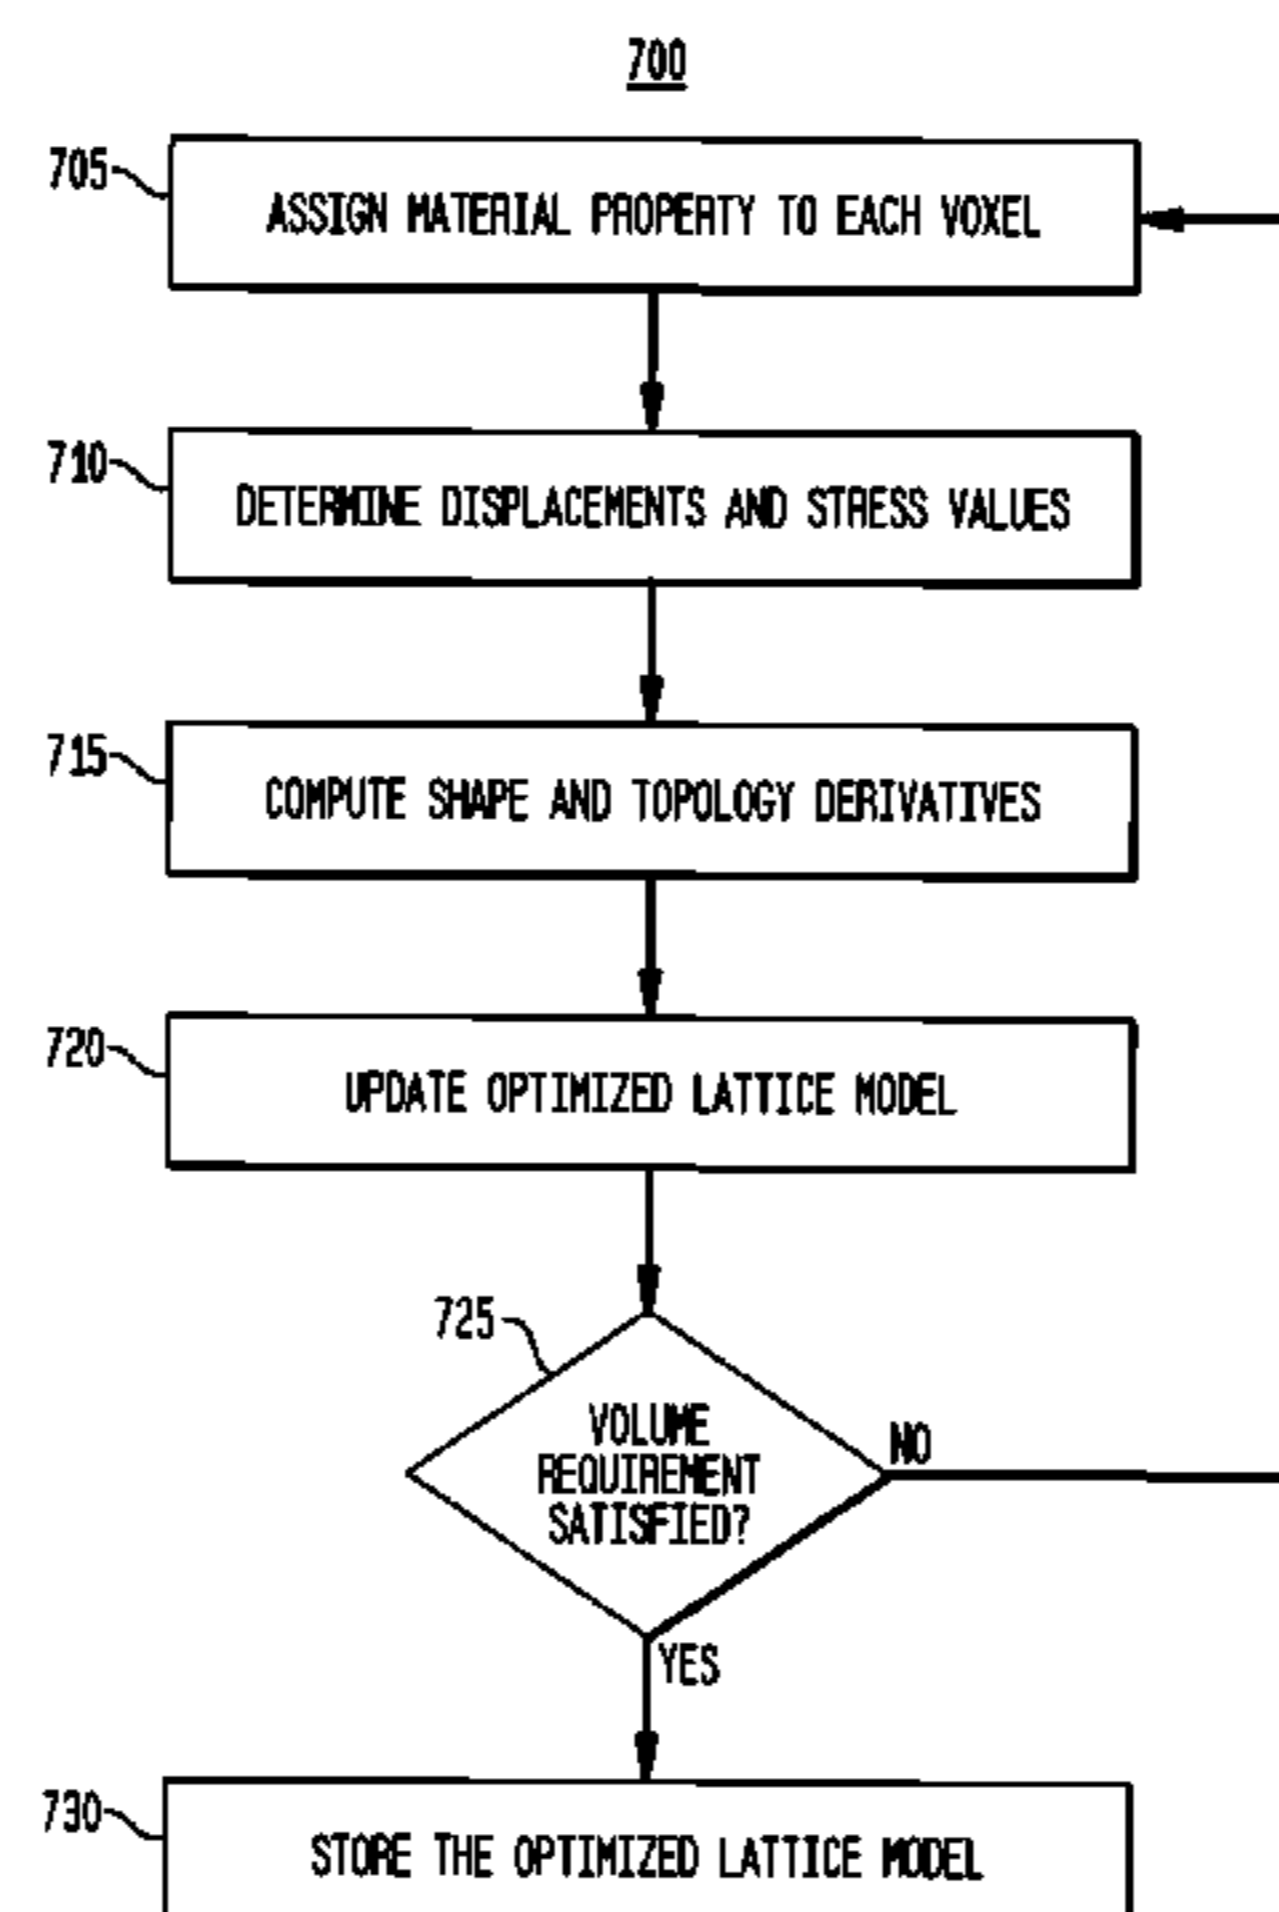 700
705
ASSIGN MATERIAL PROPERTY TO EACH VOXEL
710
DETERMINE DISPLACEMENTS AND STRESS VALUES
715
COMPUTE SHAPE AND TOPOLOGY DERIVATIVES
720
UPDATE OPTIMIZED LATTICE MODEL
725
VOLUME
REQUIREMENT
SATISFIED?
NO
YES
730
STORE THE OPTIMIZED LATTICE MODEL